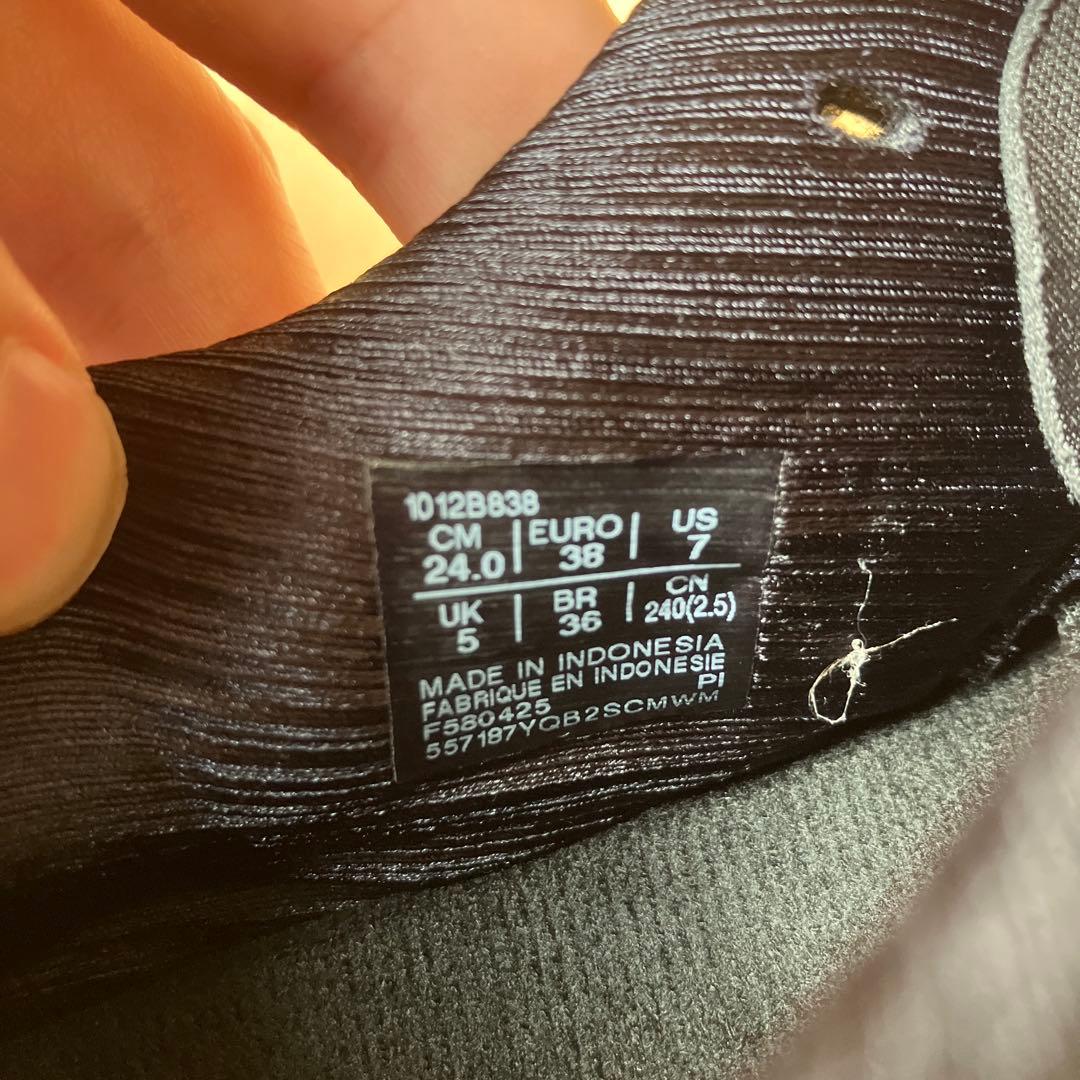 1012B838
CM | EURO | US
24.0 38 7
UK | BR | CN
5 36 240(2.5)
MADE IN INDONESIA
FABRIQUE EN INDONESIE
F580425 PI
557187YQB2SCMWM